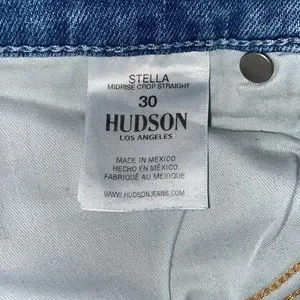 STELLA
MIDRISE CROP STRAIGHT
30
HUDSON
LOS ANGELES
MADE IN MEXICO
HECHO EN MÉXICO
FABRIQUÉ AU MEXIQUE
WWW.HUDSONJEANS.COM